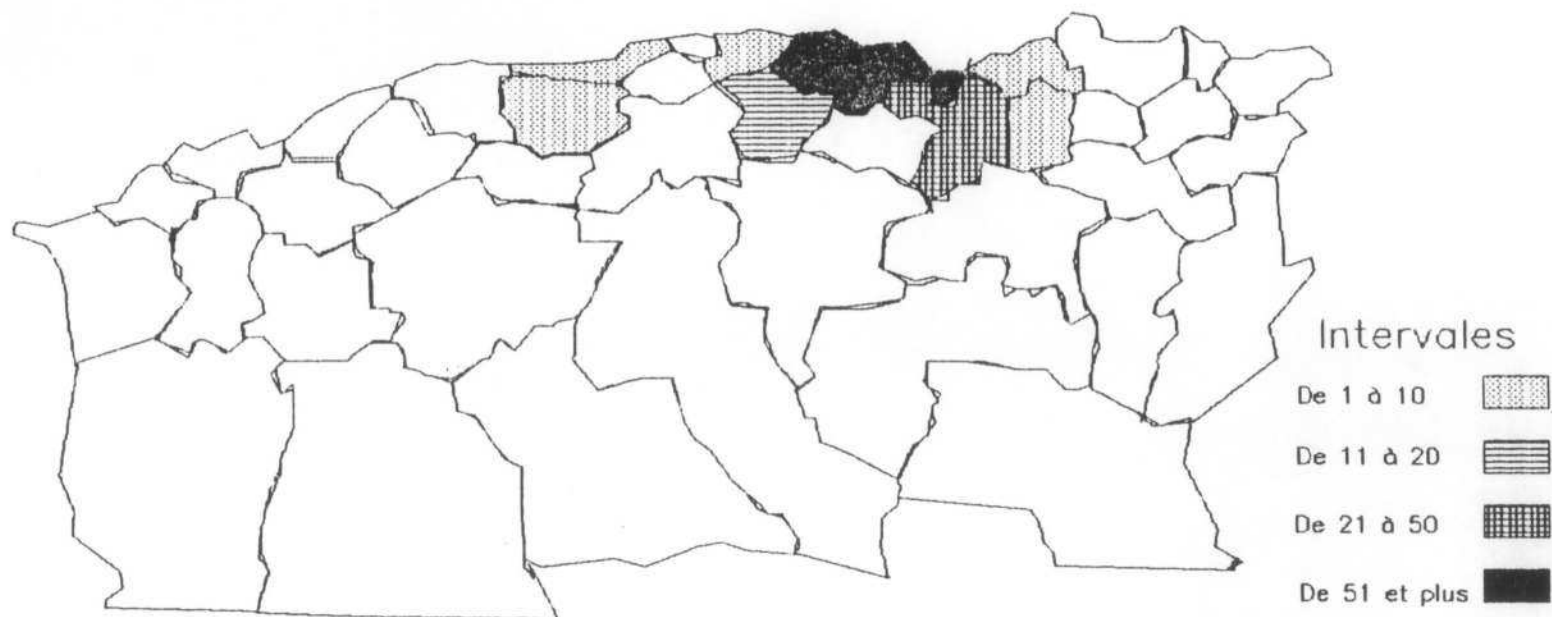 Intervales
De 1 à 10
De 11 à 20
De 21 à 50
De 51 et plus